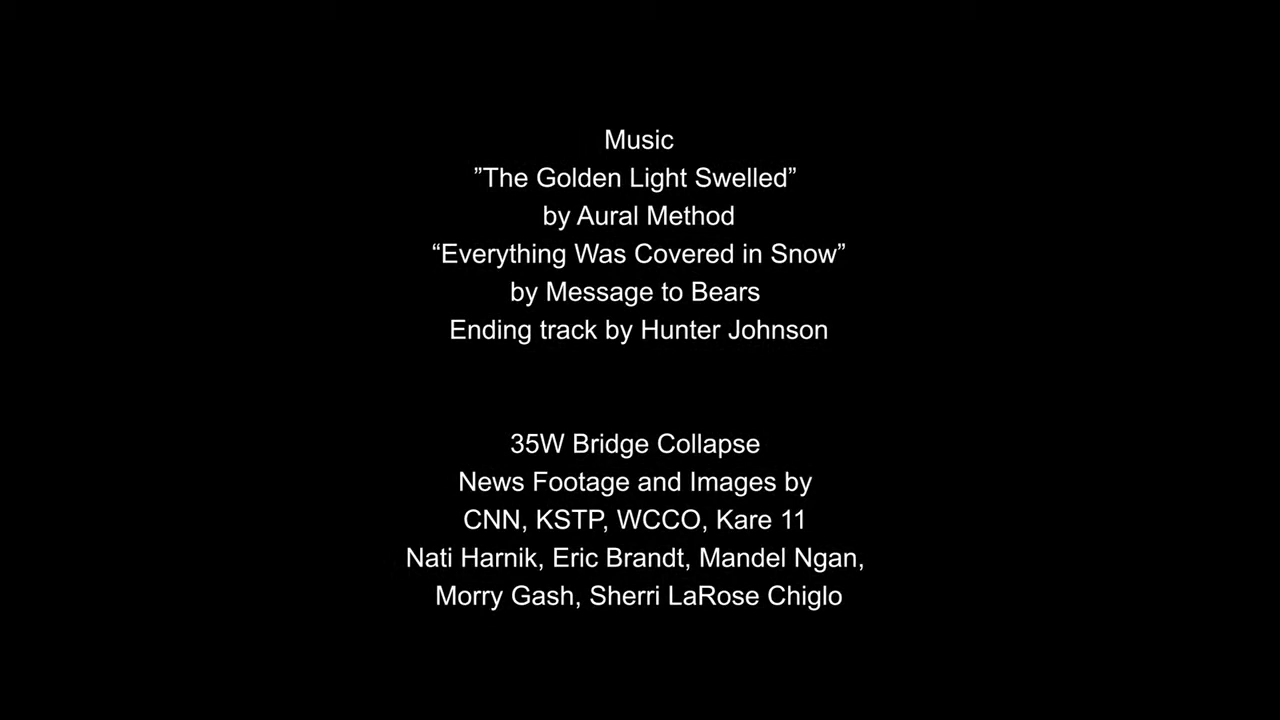 Music
”The Golden Light Swelled”
by Aural Method
“Everything Was Covered in Snow”
by Message to Bears
Ending track by Hunter Johnson
35W Bridge Collapse
News Footage and Images by
CNN, KSTP, WCCO, Kare 11
Nati Harnik, Eric Brandt, Mandel Ngan,
Morry Gash, Sherri LaRose Chiglo